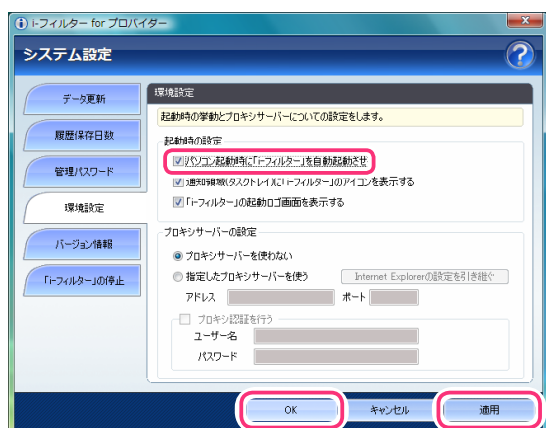 i-フィルター for プロバイダー
システム設定
データ更新
履歴保存日数
管理パスワード
環境設定
バージョン情報
「i-フィルター」の停止
環境設定
起動時の挙動とプロキシサーバーについての設定をします。
起動時の設定
パソコン起動時に「i-フィルター」を自動起動させ
通知領域(タスクトレイ)に「i-フィルター」のアイコンを表示する
「i-フィルター」の起動ロゴ画面を表示する
プロキシサーバーの設定
プロキシサーバーを使わない
指定したプロキシサーバーを使う Internet Explorerの設定を引き継ぐ
アドレス ポート
プロキシ認証を行う
ユーザー名
パスワード
OK キャンセル 適用